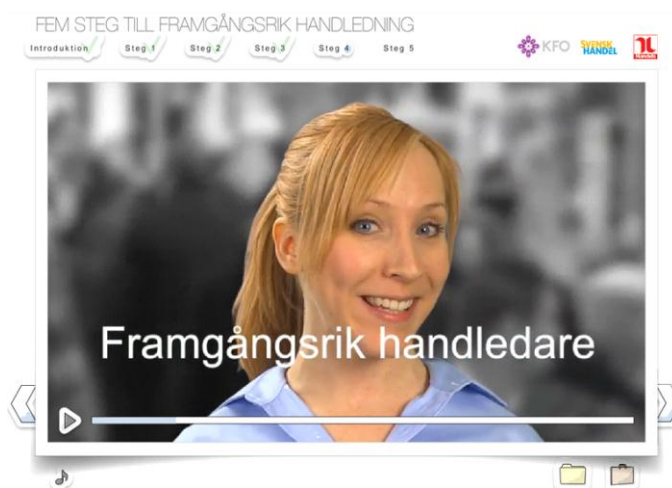 FEM STEG TILL FRAMGÅNGSRIK HANDLEDNING
Introduktion Steg 1 Steg 2 Steg 3 Steg 4 Steg 5
KFO SVENSK HANDEL Handels
Framgångsrik handledare